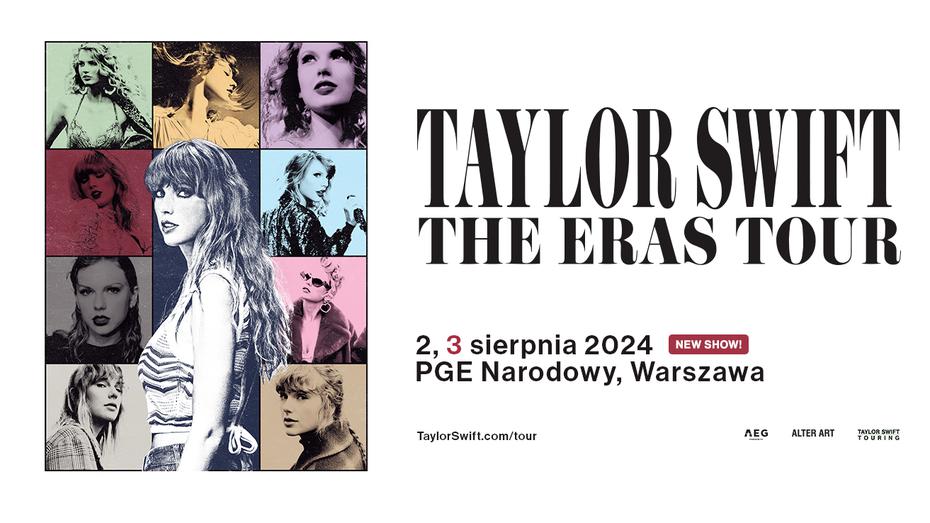 TAYLOR SWIFT
THE ERAS TOUR
2, 3 sierpnia 2024 NEW SHOW!
PGE Narodowy, Warszawa
TaylorSwift.com/tour
AEG
ALTER ART
TAYLOR SWIFT
TOURING